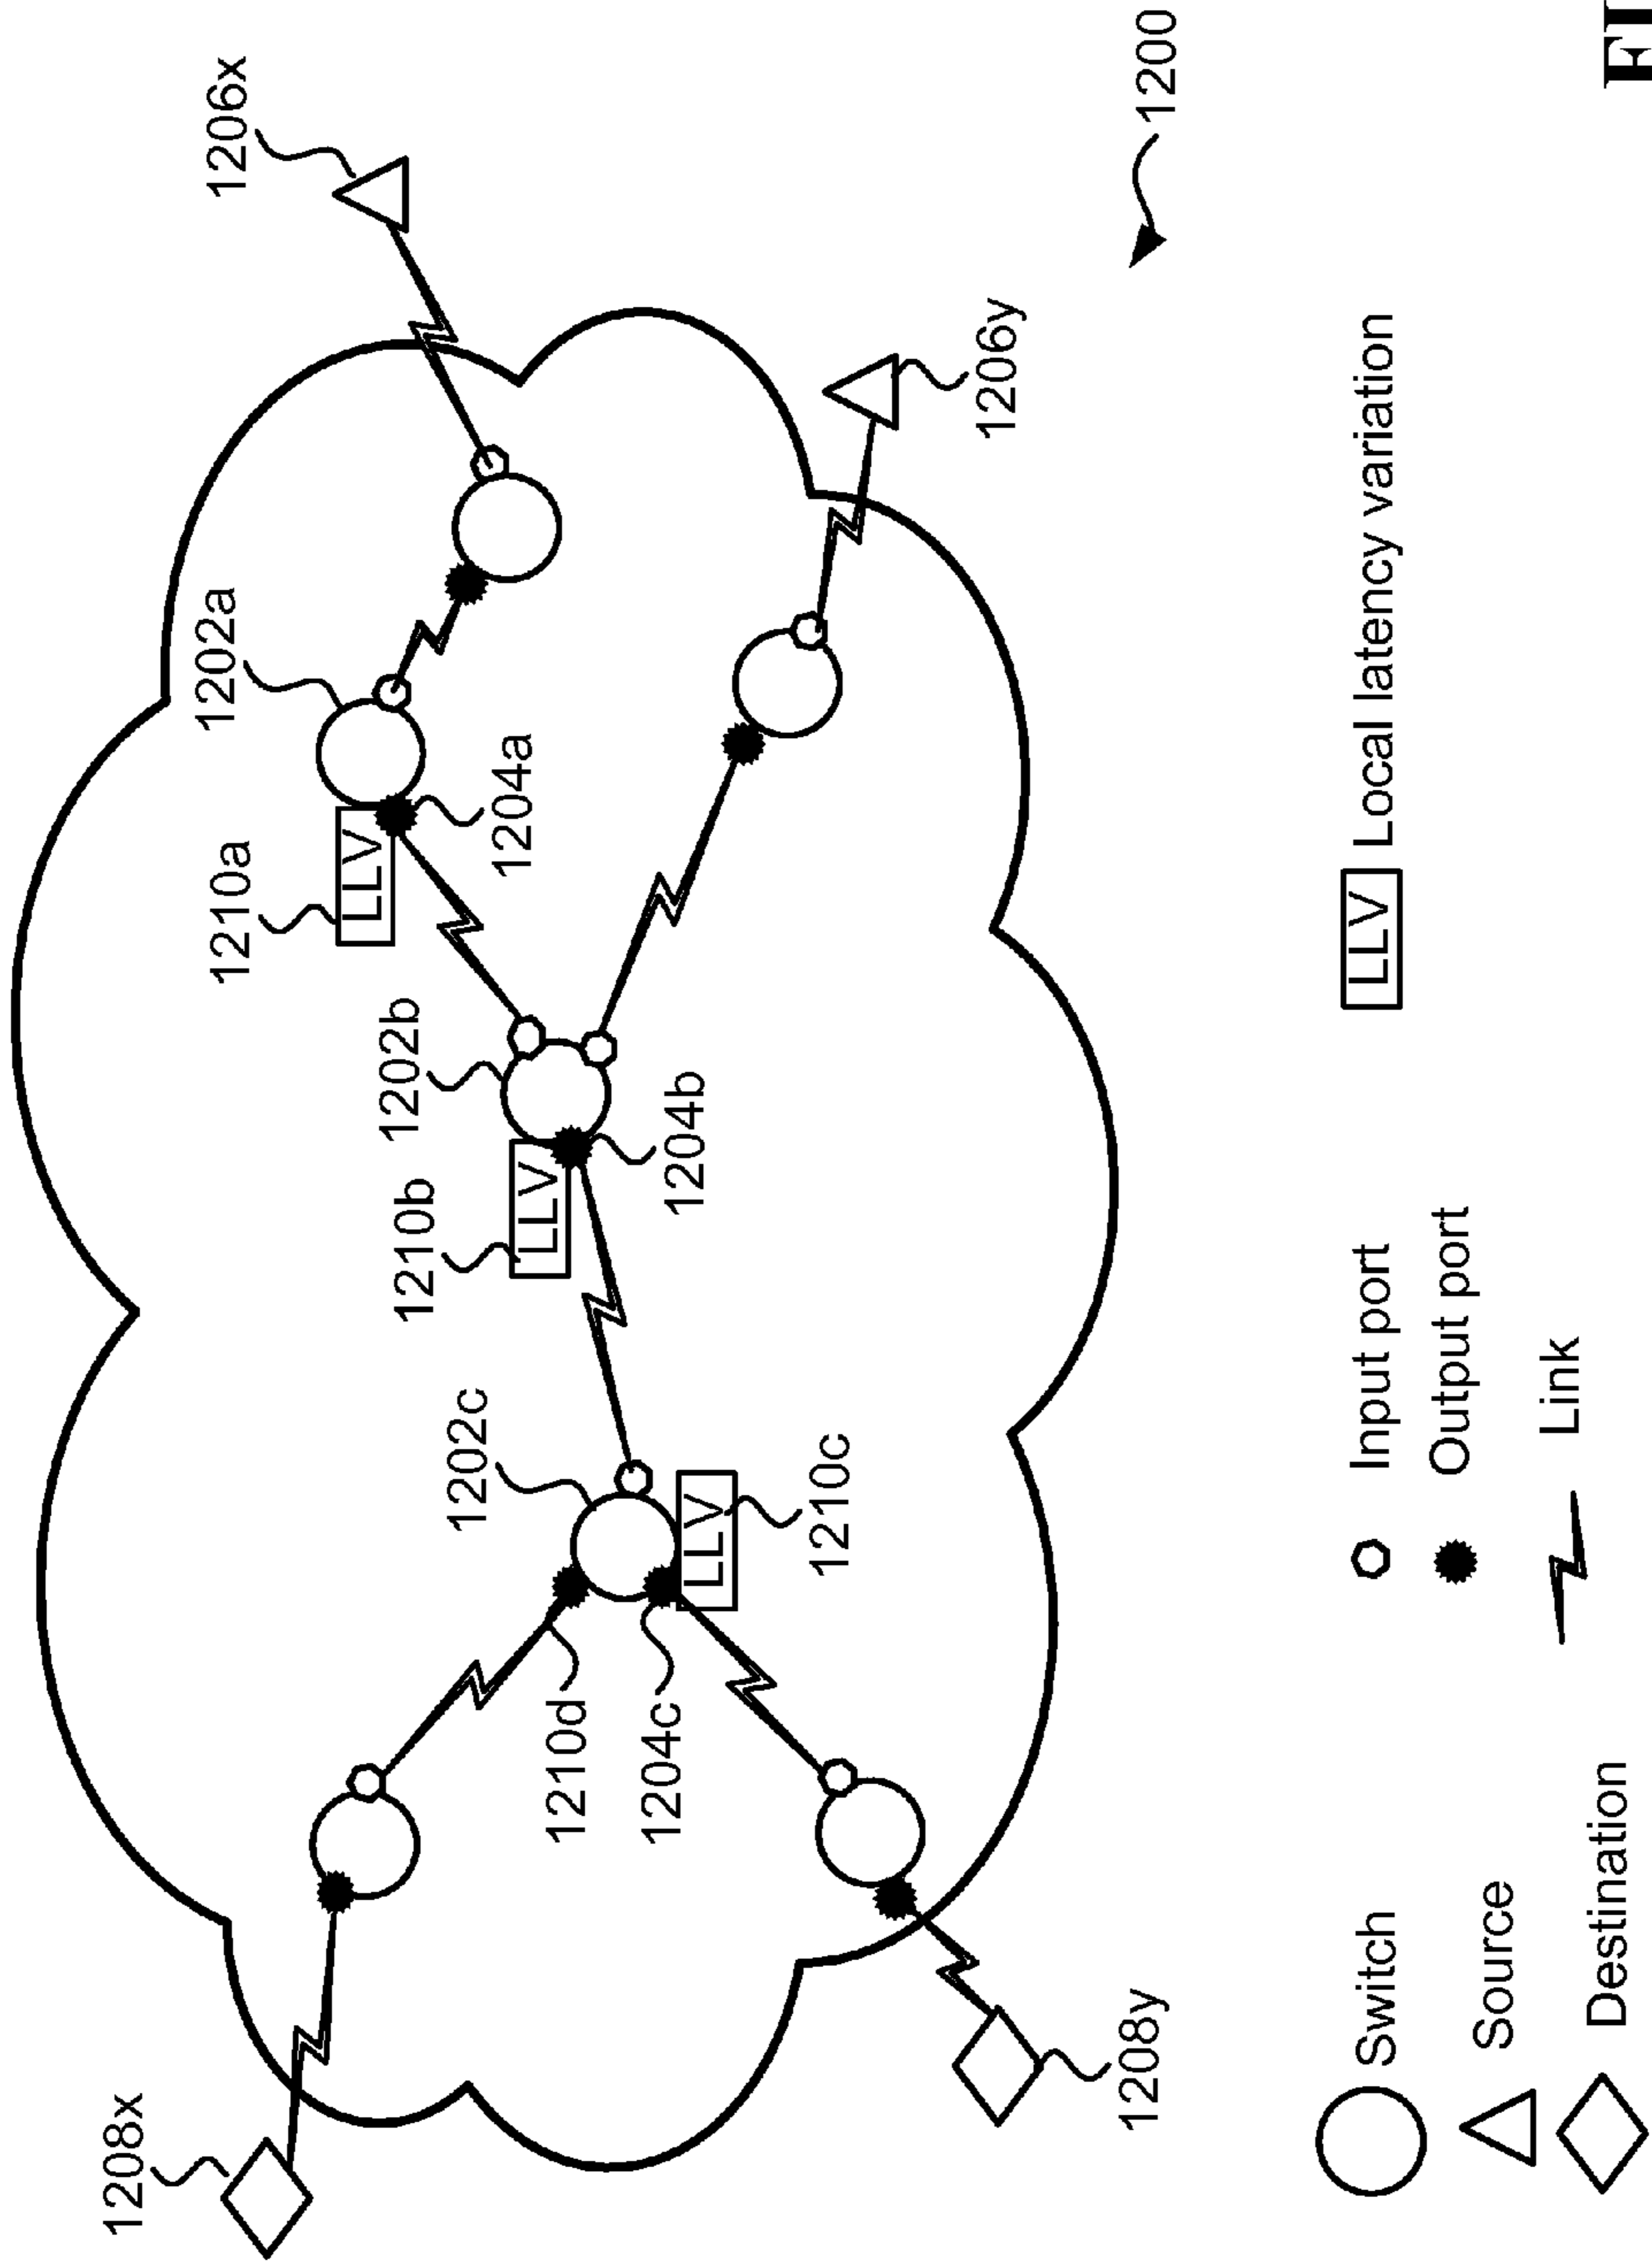 1208x
1206x
1202a
1210a
1204a
1202b
1210b
1204b
1202c
1210c
1210d
1204c
1206y
1208y
1200
LLV
LLV
LLV
Switch
Source
Destination
Input port
Output port
Link
LLV Local latency variation